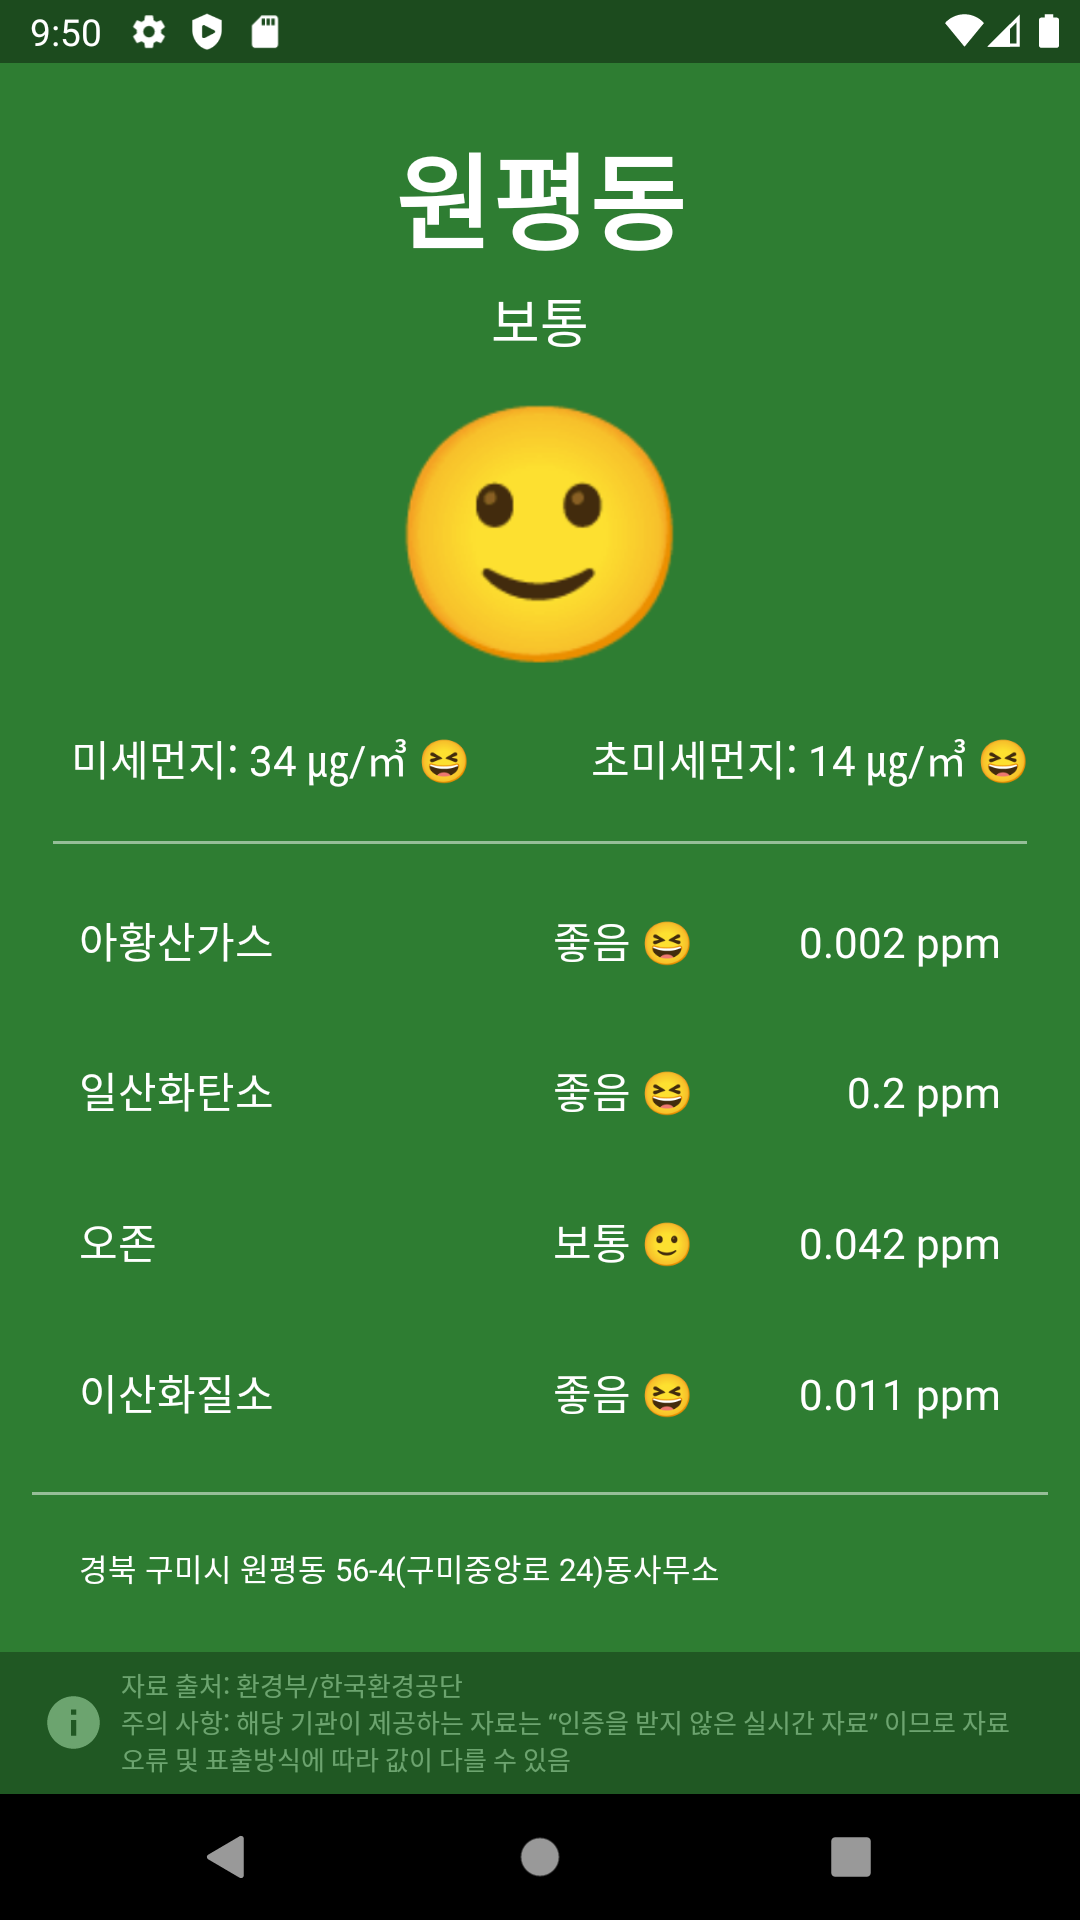 9:50
원평동
보통
미세먼지: 34 ㎍/㎥ 😆
초미세먼지: 14 ㎍/㎥ 😆
아황산가스 좋음 😆 0.002 ppm
일산화탄소 좋음 😆 0.2 ppm
오존 보통 🙂 0.042 ppm
이산화질소 좋음 😆 0.011 ppm
경북 구미시 원평동 56-4(구미중앙로 24)동사무소
자료 출처: 환경부/한국환경공단
주의 사항: 해당 기관이 제공하는 자료는 “인증을 받지 않은 실시간 자료” 이므로 자료
오류 및 표출방식에 따라 값이 다를 수 있음